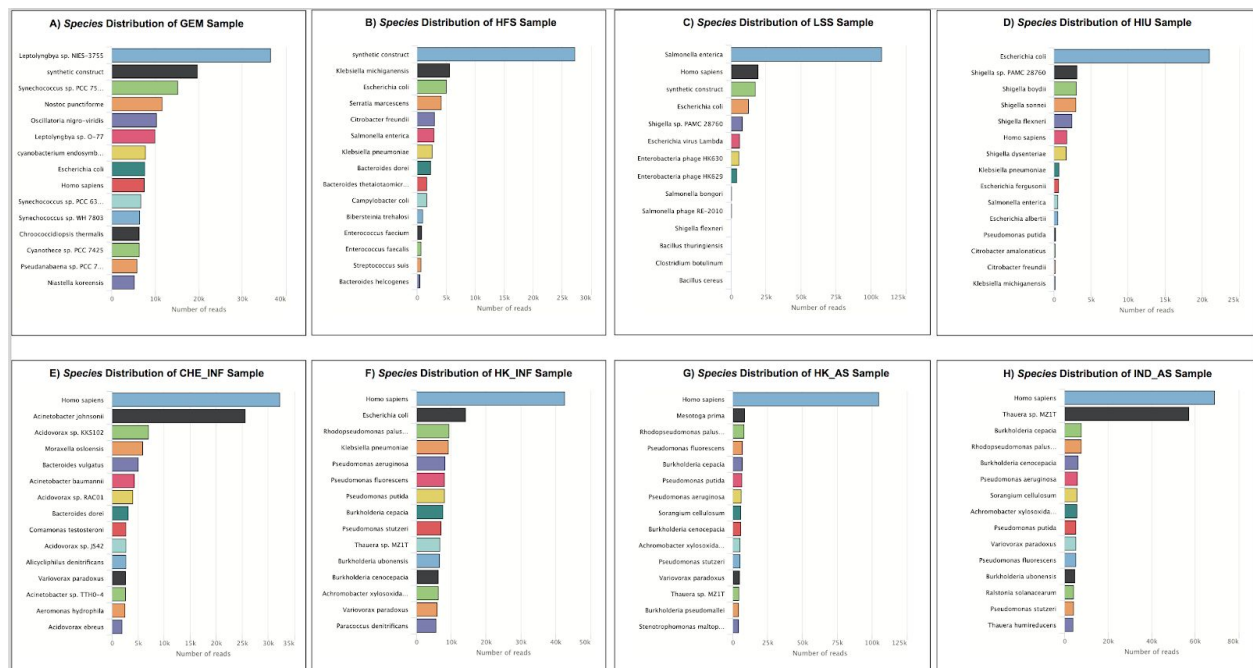 A) Species Distribution of GEM Sample
Leptolyngbya sp. NIES-3755
synthetic construct
Synechococcus sp. PCC 75...
Nostoc punctiforme
Oscillatoria nigro-viridis
Leptolyngbya sp. O-77
cyanobacterium endosymb...
Escherichia coli
Homo sapiens
Synechococcus sp. PCC 63...
Synechococcus sp. WH 7803
Chroococcidiopsis thermalis
Cyanothece sp. PCC 7425
Pseudanabaena sp. PCC 7...
Niastella koreensis
0 10k 20k 30k 40k
Number of reads
B) Species Distribution of HFS Sample
synthetic construct
Klebsiella michiganensis
Escherichia coli
Serratia marcescens
Citrobacter freundii
Salmonella enterica
Klebsiella pneumoniae
Bacteroides dorei
Bacteroides thetaiotaomicr...
Campylobacter coli
Bibersteinia trehalosi
Enterococcus faecium
Enterococcus faecalis
Streptococcus suis
Bacteroides helcogenes
0 5k 10k 15k 20k 25k 30k
Number of reads
C) Species Distribution of LSS Sample
Salmonella enterica
Homo sapiens
synthetic construct
Escherichia coli
Shigella sp. PAMC 28760
Escherichia virus Lambda
Enterobacteria phage HK630
Enterobacteria phage HK629
Salmonella bongori
Salmonella phage RE-2010
Shigella flexneri
Bacillus thuringiensis
Clostridium botulinum
Bacillus cereus
0 25k 50k 75k 100k 125k
Number of reads
D) Species Distribution of HIU Sample
Escherichia coli
Shigella sp. PAMC 28760
Shigella boydii
Shigella sonnei
Shigella flexneri
Homo sapiens
Shigella dysenteriae
Klebsiella pneumoniae
Escherichia fergusonii
Salmonella enterica
Escherichia albertii
Pseudomonas putida
Citrobacter amalonaticus
Citrobacter freundii
Klebsiella michiganensis
0 5k 10k 15k 20k 25k
Number of reads
E) Species Distribution of CHE_INF Sample
Homo sapiens
Acinetobacter johnsonii
Acidovorax sp. KKS102
Moraxella osloensis
Bacteroides vulgatus
Acinetobacter baumannii
Acidovorax sp. RAC01
Bacteroides dorei
Comamonas testosteroni
Acidovorax sp. JS42
Alicycliphilus denitrificans
Variovorax paradoxus
Acinetobacter sp. TTH0-4
Aeromonas hydrophila
Acidovorax ebreus
0 5k 10k 15k 20k 25k 30k 35k
Number of reads
F) Species Distribution of HK_INF Sample
Homo sapiens
Escherichia coli
Rhodopseudomonas palus...
Klebsiella pneumoniae
Pseudomonas aeruginosa
Pseudomonas fluorescens
Pseudomonas putida
Burkholderia cepacia
Pseudomonas stutzeri
Thauera sp. MZ1T
Burkholderia ubonensis
Burkholderia cenocepacia
Achromobacter xylosoxida...
Variovorax paradoxus
Paracoccus denitrificans
0 10k 20k 30k 40k 50k
Number of reads
G) Species Distribution of HK_AS Sample
Homo sapiens
Mesotoga prima
Rhodopseudomonas palus...
Pseudomonas fluorescens
Burkholderia cepacia
Pseudomonas putida
Pseudomonas aeruginosa
Sorangium cellulosum
Burkholderia cenocepacia
Achromobacter xylosoxida...
Pseudomonas stutzeri
Variovorax paradoxus
Thauera sp. MZ1T
Burkholderia pseudomallei
Stenotrophomonas maltop...
0 25k 50k 75k 100k 125k
Number of reads
H) Species Distribution of IND_AS Sample
Homo sapiens
Thauera sp. MZ1T
Burkholderia cepacia
Rhodopseudomonas palus...
Burkholderia cenocepacia
Pseudomonas aeruginosa
Sorangium cellulosum
Achromobacter xylosoxida...
Pseudomonas putida
Variovorax paradoxus
Pseudomonas fluorescens
Burkholderia ubonensis
Ralstonia solanacearum
Pseudomonas stutzeri
Thauera humireducens
0 20k 40k 60k 80k
Number of reads